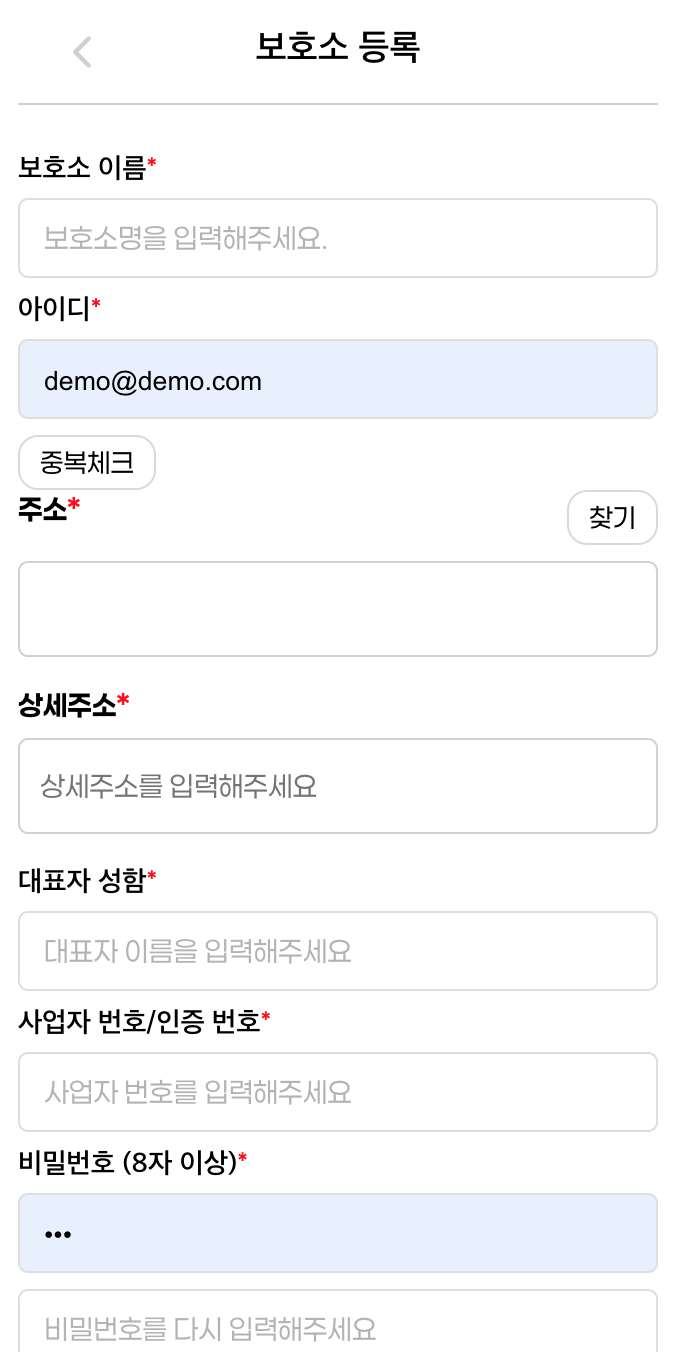 보호소 등록
보호소 이름*
보호소명을 입력해주세요.
아이디*
demo@demo.com
중복체크
주소*
찾기
상세주소*
상세주소를 입력해주세요
대표자 성함*
대표자 이름을 입력해주세요
사업자 번호/인증 번호*
사업자 번호를 입력해주세요
비밀번호 (8자 이상)*
•••
비밀번호를 다시 입력해주세요